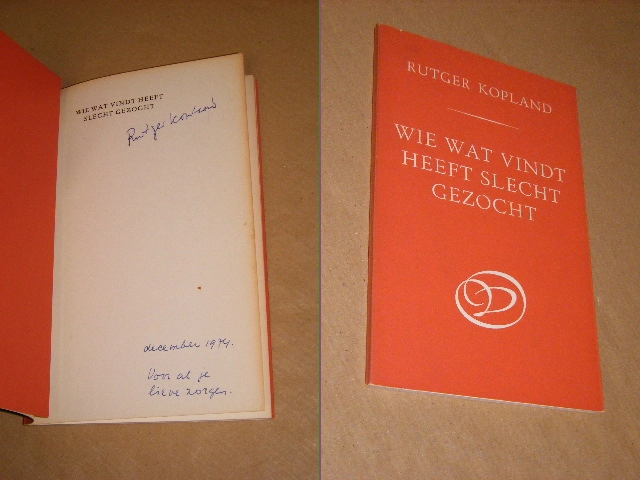 WIE WAT VINDT HEEFT
SLECHT GEZOCHT
Rutger Kopland
december 1974.
Voor al je
lieve zorgen.
RUTGER KOPLAND
WIE WAT VINDT
HEEFT SLECHT
GEZOCHT